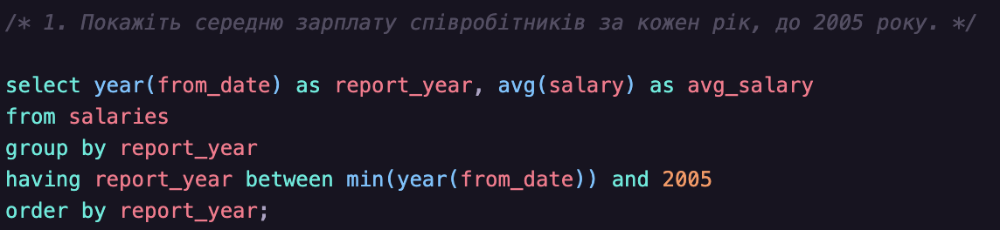 /* 1. Покажіть середню зарплату співробітників за кожен рік, до 2005 року. */
select year(from_date) as report_year, avg(salary) as avg_salary
from salaries
group by report_year
having report_year between min(year(from_date)) and 2005
order by report_year;